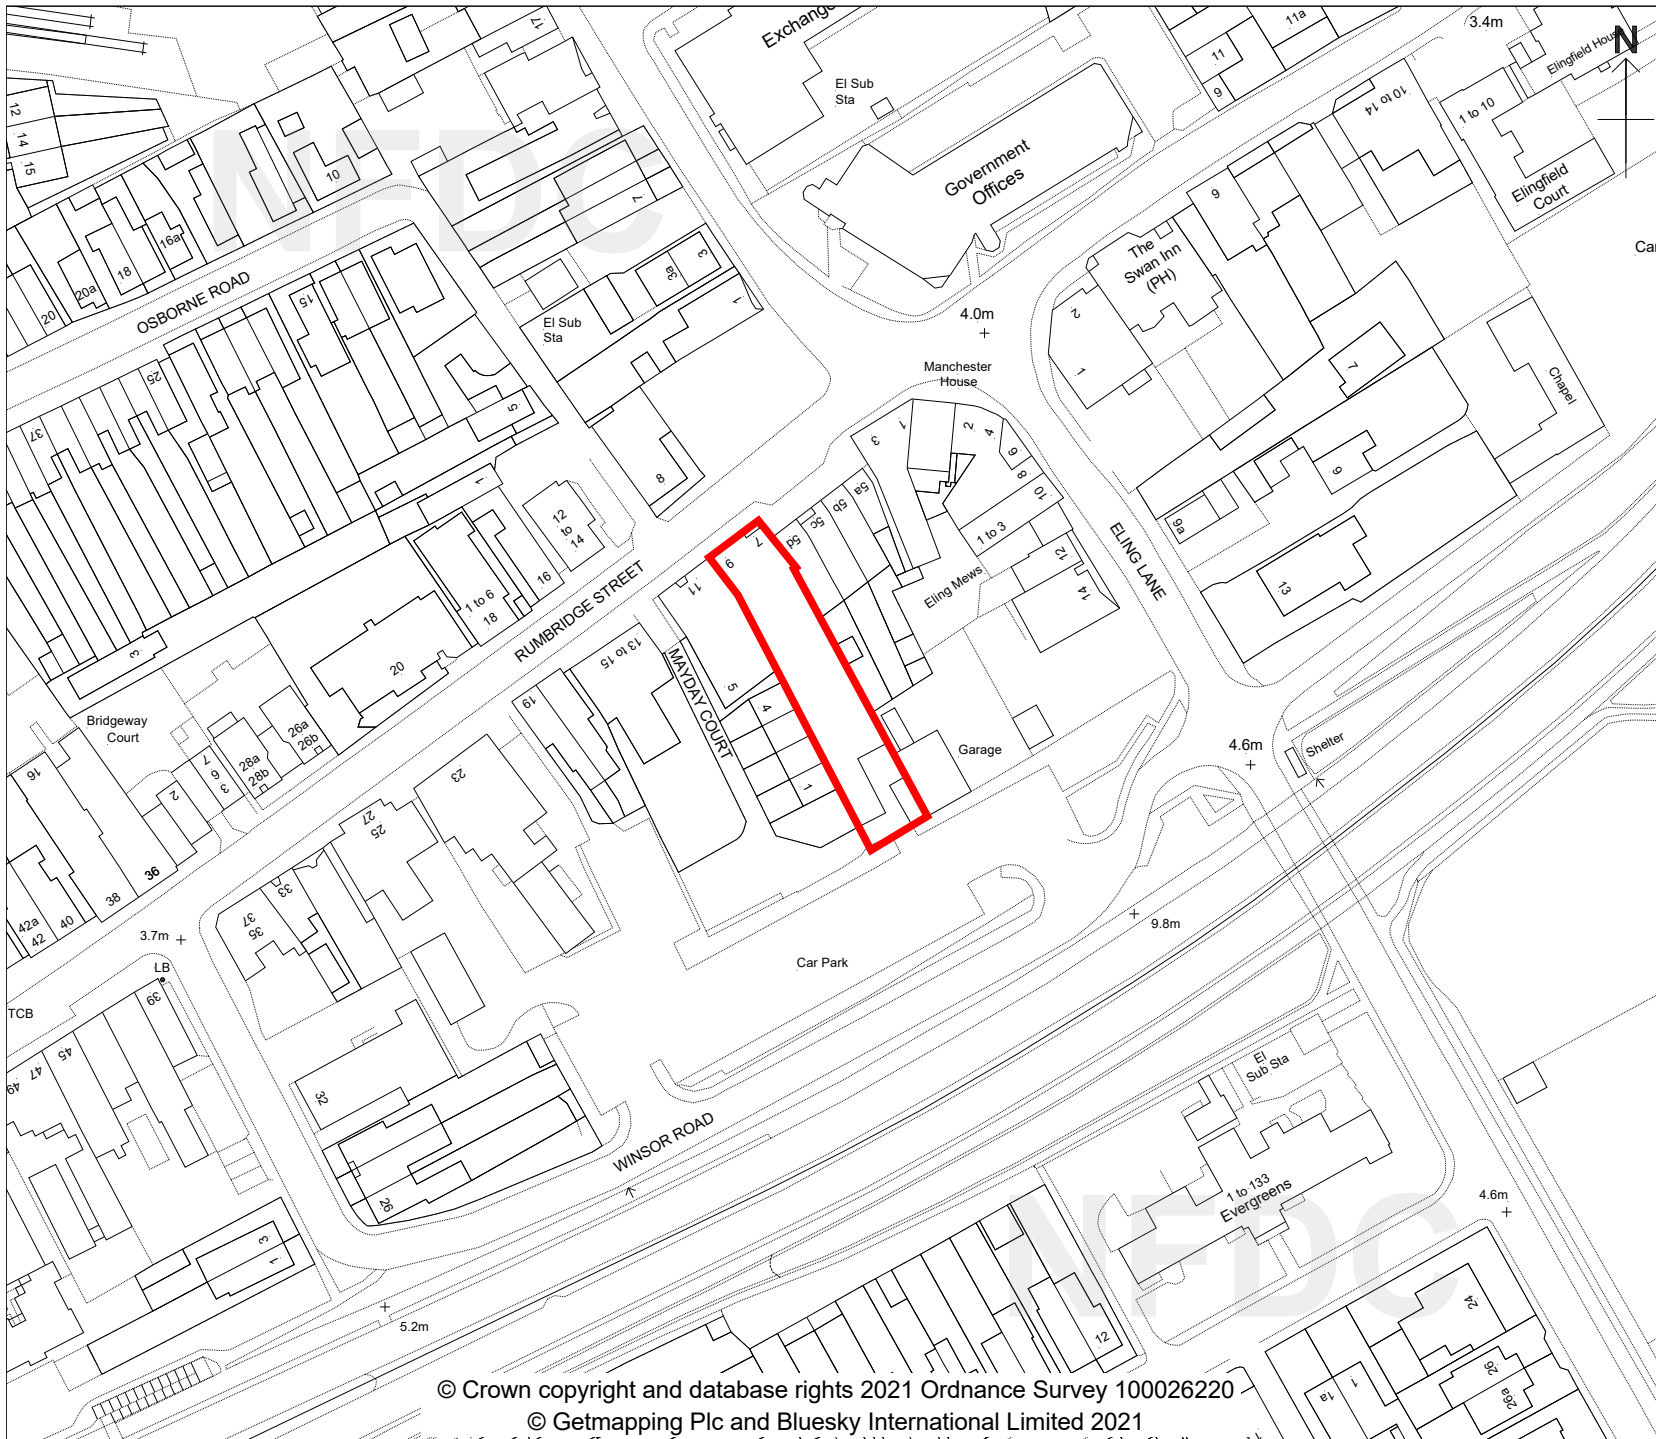 17
Exchange
11a
11
9
3.4m
N
Elingfield House
El Sub
Sta
10 to 14
1 to 10
Elingfield
Court
Government
Offices
12
14
15
NFDC
10
7
16a
18
20a
20
OSBORNE ROAD
15
3
3a
1
El Sub
Sta
4.0m
The
Swan Inn
(PH)
9
2
1
Car
Manchester
House
7
Chapel
25
37
5
1
8
12
to
14
16
1 to 6
18
20
3
RUMBRIDGE STREET
3
1
2
4
6
8
10
5a
5b
5c
5d
7
9
11
1 to 3
Eling Mews
12
14
ELING LANE
9
9a
13
13 to 15
MAYDAY COURT
5
4
1
19
23
Garage
4.6m
Shelter
Bridgeway
Court
16
7
6
3
2
28a
28b
26a
26b
27
25
33
37
35
36
38
40
42a
42
3.7m
LB
TCB
39
45
47
49
Car Park
9.8m
32
26
WINSOR ROAD
El
Sub Sta
1 to 133
Evergreens
4.6m
NFDC
3
1
5.2m
12
24
26
26a
1
1a
© Crown copyright and database rights 2021 Ordnance Survey 100026220
© Getmapping Plc and Bluesky International Limited 2021